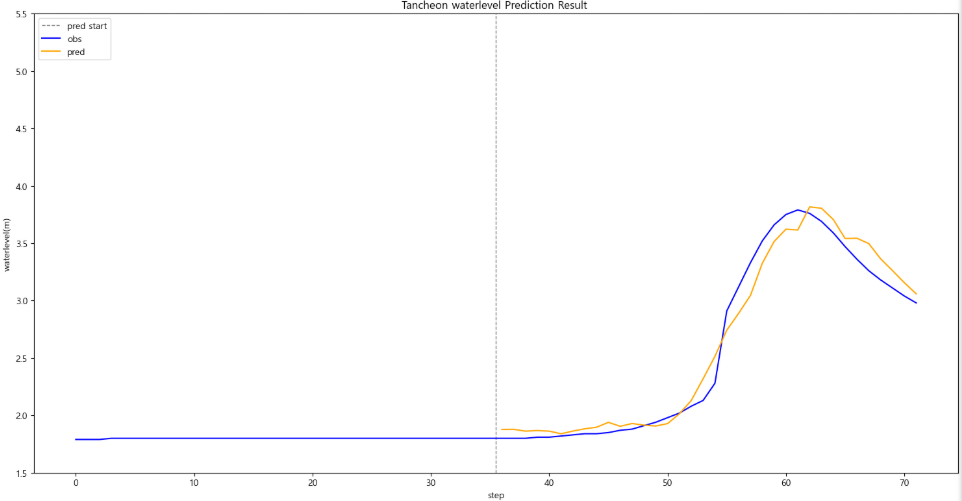 Tancheon waterlevel Prediction Result
pred start
obs
pred
waterlevel(m)
5.5
5.0
4.5
4.0
3.5
3.0
2.5
2.0
1.5
0 10 20 30 40 50 60 70
step